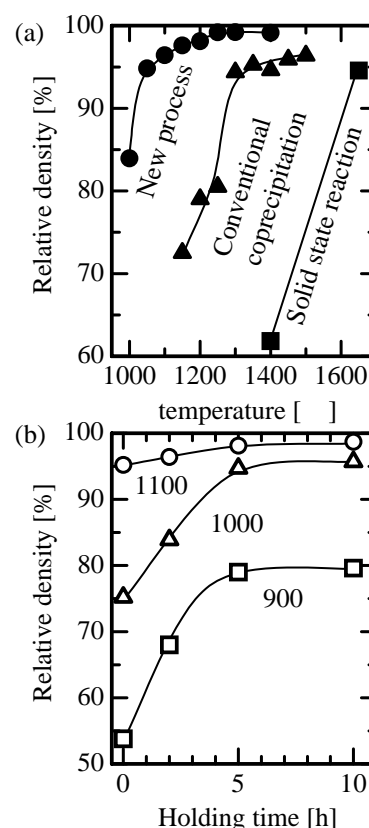 (a)
100
90
80
70
60
Relative density [%]
New process
Conventional
coprecipitation
Solid state reaction
1000 1200 1400 1600
temperature [ ]
(b)
100
90
80
70
60
50
Relative density [%]
1100
1000
900
0 5 10
Holding time [h]